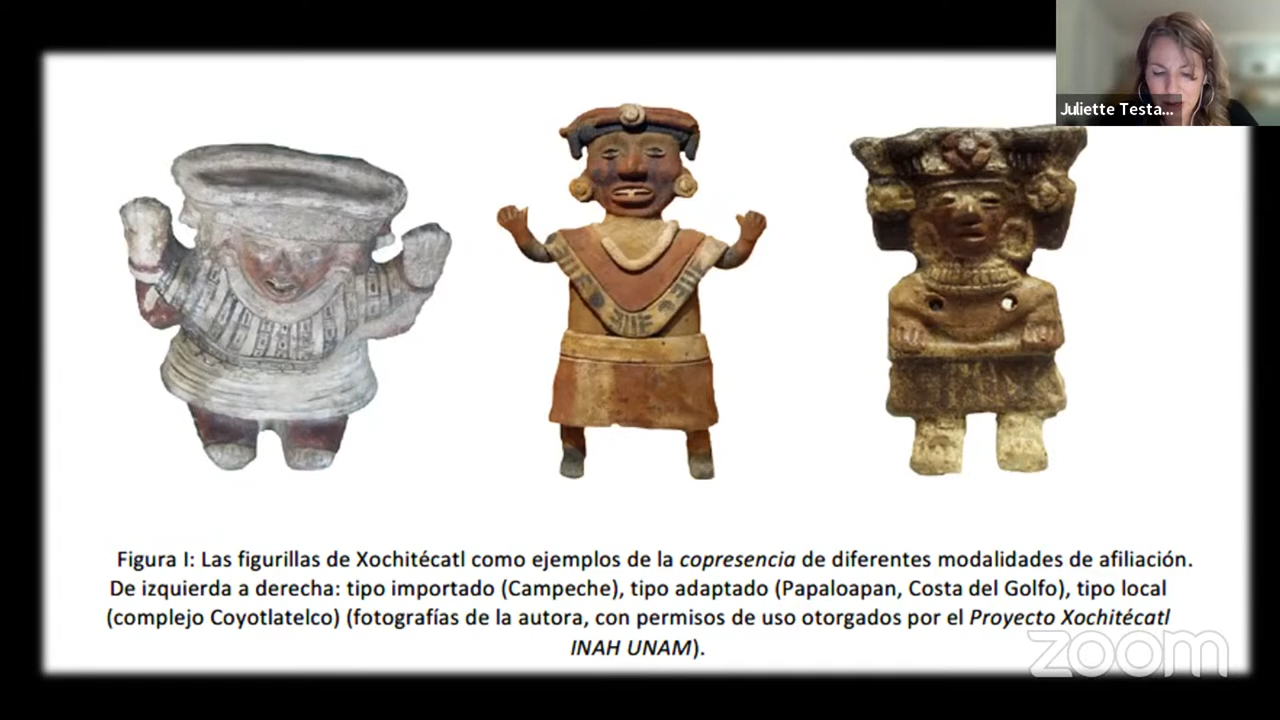 Juliette Testa...
Figura I: Las figurillas de Xochitécatl como ejemplos de la copresencia de diferentes modalidades de afiliación.
De izquierda a derecha: tipo importado (Campeche), tipo adaptado (Papaloapan, Costa del Golfo), tipo local
(complejo Coyotlatelco) (fotografías de la autora, con permisos de uso otorgados por el Proyecto Xochitécatl
INAH UNAM).
zoom